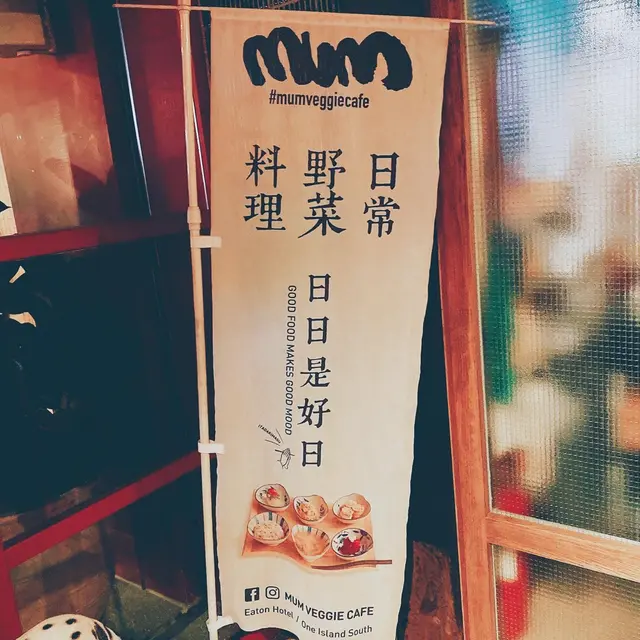 mum
#mumveggiecafe
日常
野菜
料理
日日是好日
GOOD FOOD MAKES GOOD MOOD
ITADAKIMASU
MUM VEGGIE CAFE
Eaton Hotel / One Island South